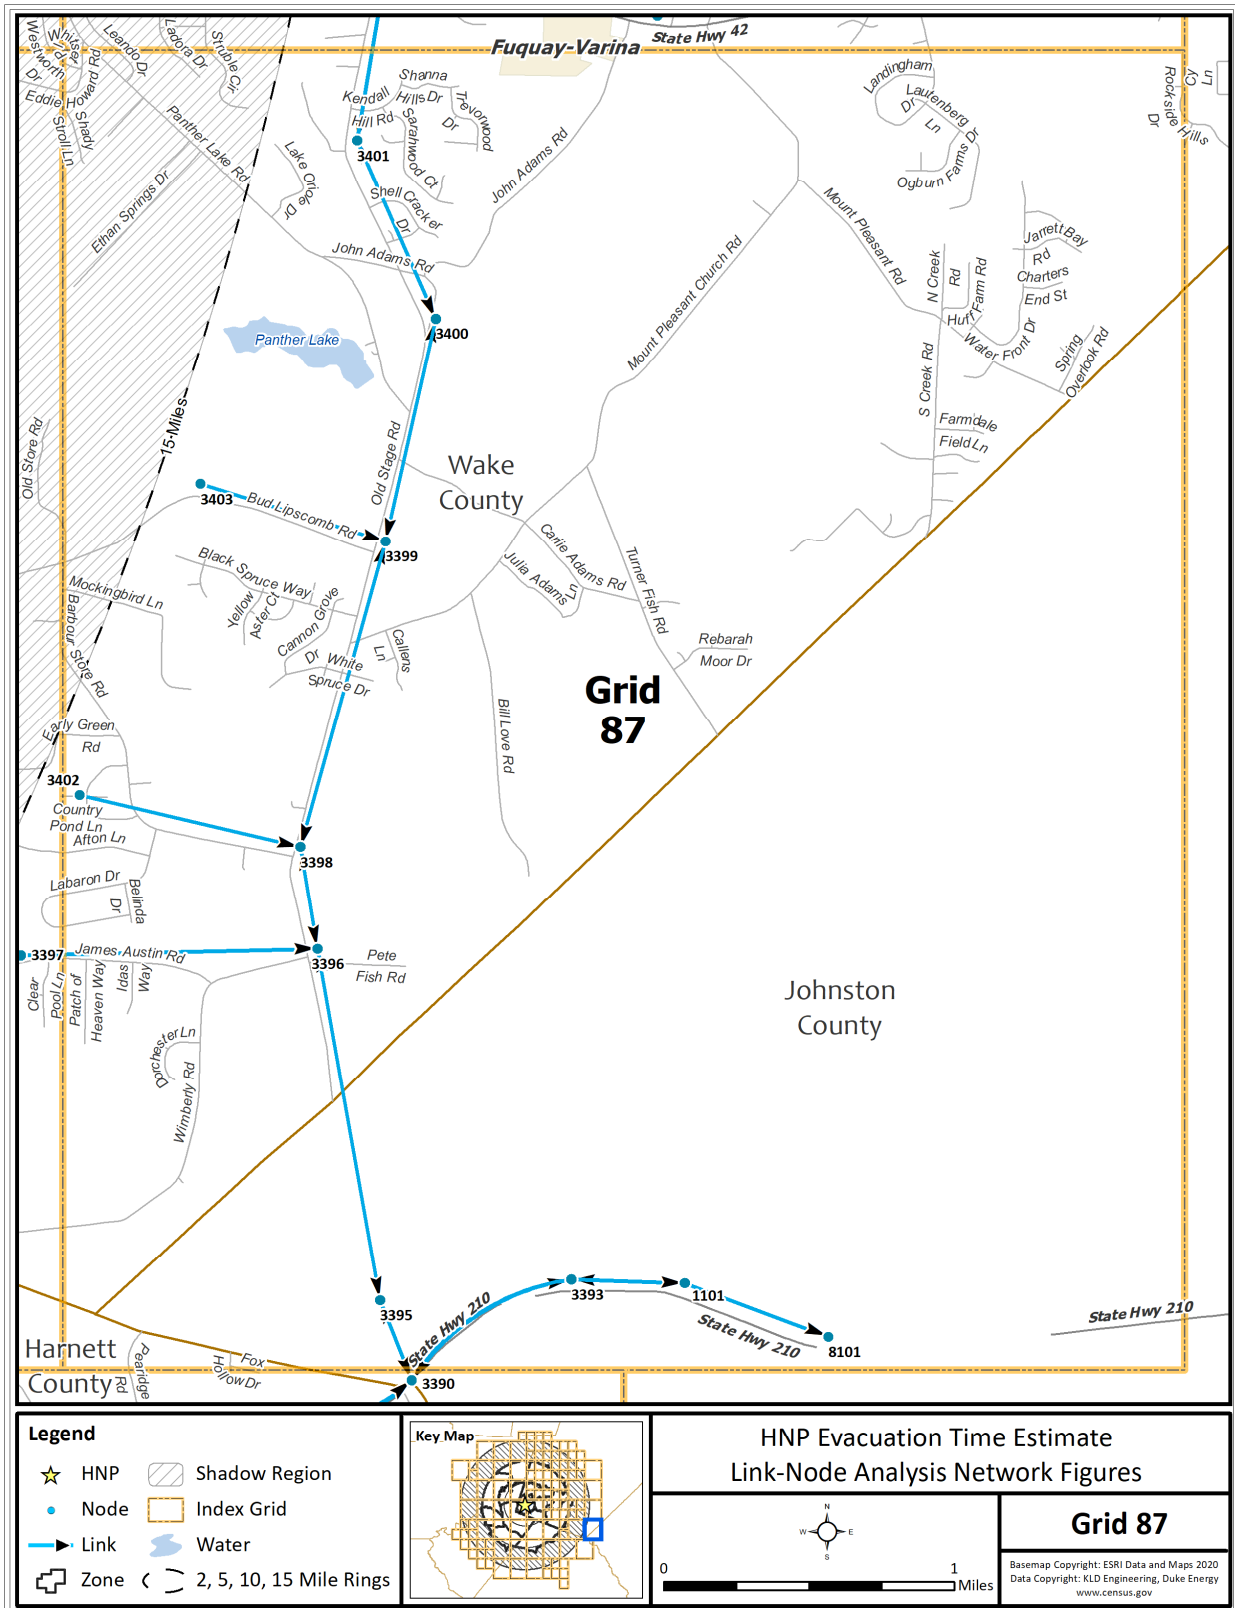 State Hwy 42
Fuquay-Varina
Westworth
Dr
Whitser
Leando Dr
Ladora Dr
Struble Cir
Eddie Howard Rd
Shady
Stroll Ln
Panther Lake Rd
Ethan Springs Dr
Lake Oriole Dr
Shanna
Hills Dr
Kendall
Hill Rd
Trevorwood
Dr
Sarahwood Ct
3401
Shell Cracker
Dr
John Adams Rd
John Adams Rd
3400
Landingham
Dr
Lautenberg
Ln
Ogburn Farms Dr
Rockside Hills
Dr
Cy
Ln
Mount Pleasant Rd
Mount Pleasant Church Rd
N Creek
Rd
Huff Farm Rd
Jarrett Bay
Rd
Charters
End St
Water Front Dr
Spring
Overlook Rd
S Creek Rd
Farmdale
Field Ln
Panther Lake
15 Miles
Old Store Rd
Old Stage Rd
Wake
County
3403
Bud Lipscomb Rd
3399
Black Spruce Way
Yellow
Aster Ct
Cannon Grove
Dr
White
Spruce Dr
Callens
Ln
Carlie Adams Rd
Julia Adams
Ln
Turner Fish Rd
Rebarah
Moor Dr
Mockingbird Ln
Barbour Store Rd
Grid
87
Bill Love Rd
Early Green
Rd
3402
Country
Pond Ln
Afton Ln
3398
Labaron Dr
Belinda
Dr
3397
James Austin Rd
3396
Pete
Fish Rd
Clear
Pool Ln
Patch of
Heaven Way
Idas
Way
Johnston
County
Dorchester Ln
Wimberly Rd
3395
3393
1101
8101
State Hwy 210
State Hwy 210
State Hwy 210
Harnett
County
Pearidge
Rd
Fox
Hollow Dr
3390
Legend
HNP
Shadow Region
Node
Index Grid
Link
Water
Zone
2, 5, 10, 15 Mile Rings
Key Map
HNP Evacuation Time Estimate
Link-Node Analysis Network Figures
N
W
E
S
0
1
Miles
Grid 87
Basemap Copyright: ESRI Data and Maps 2020
Data Copyright: KLD Engineering, Duke Energy
www.census.gov